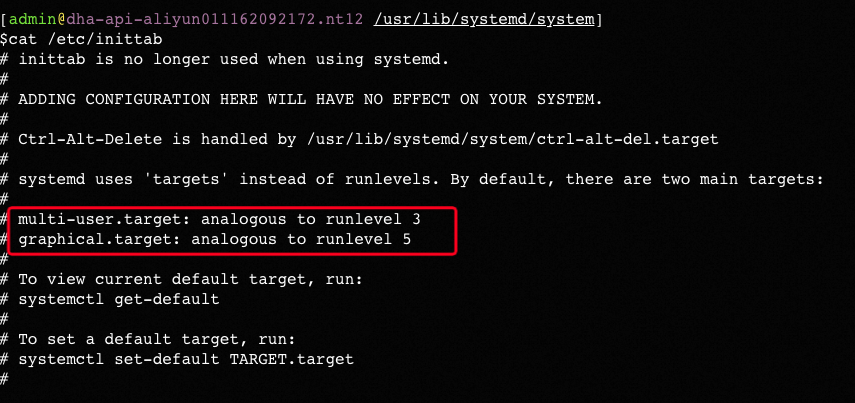 [admin@dha-api-aliyun011162092172.nt12 /usr/lib/systemd/system]
$cat /etc/inittab
# inittab is no longer used when using systemd.
#
# ADDING CONFIGURATION HERE WILL HAVE NO EFFECT ON YOUR SYSTEM.
#
# Ctrl-Alt-Delete is handled by /usr/lib/systemd/system/ctrl-alt-del.target
#
# systemd uses 'targets' instead of runlevels. By default, there are two main targets:
#
# multi-user.target: analogous to runlevel 3
# graphical.target: analogous to runlevel 5
#
# To view current default target, run:
# systemctl get-default
#
# To set a default target, run:
# systemctl set-default TARGET.target
#